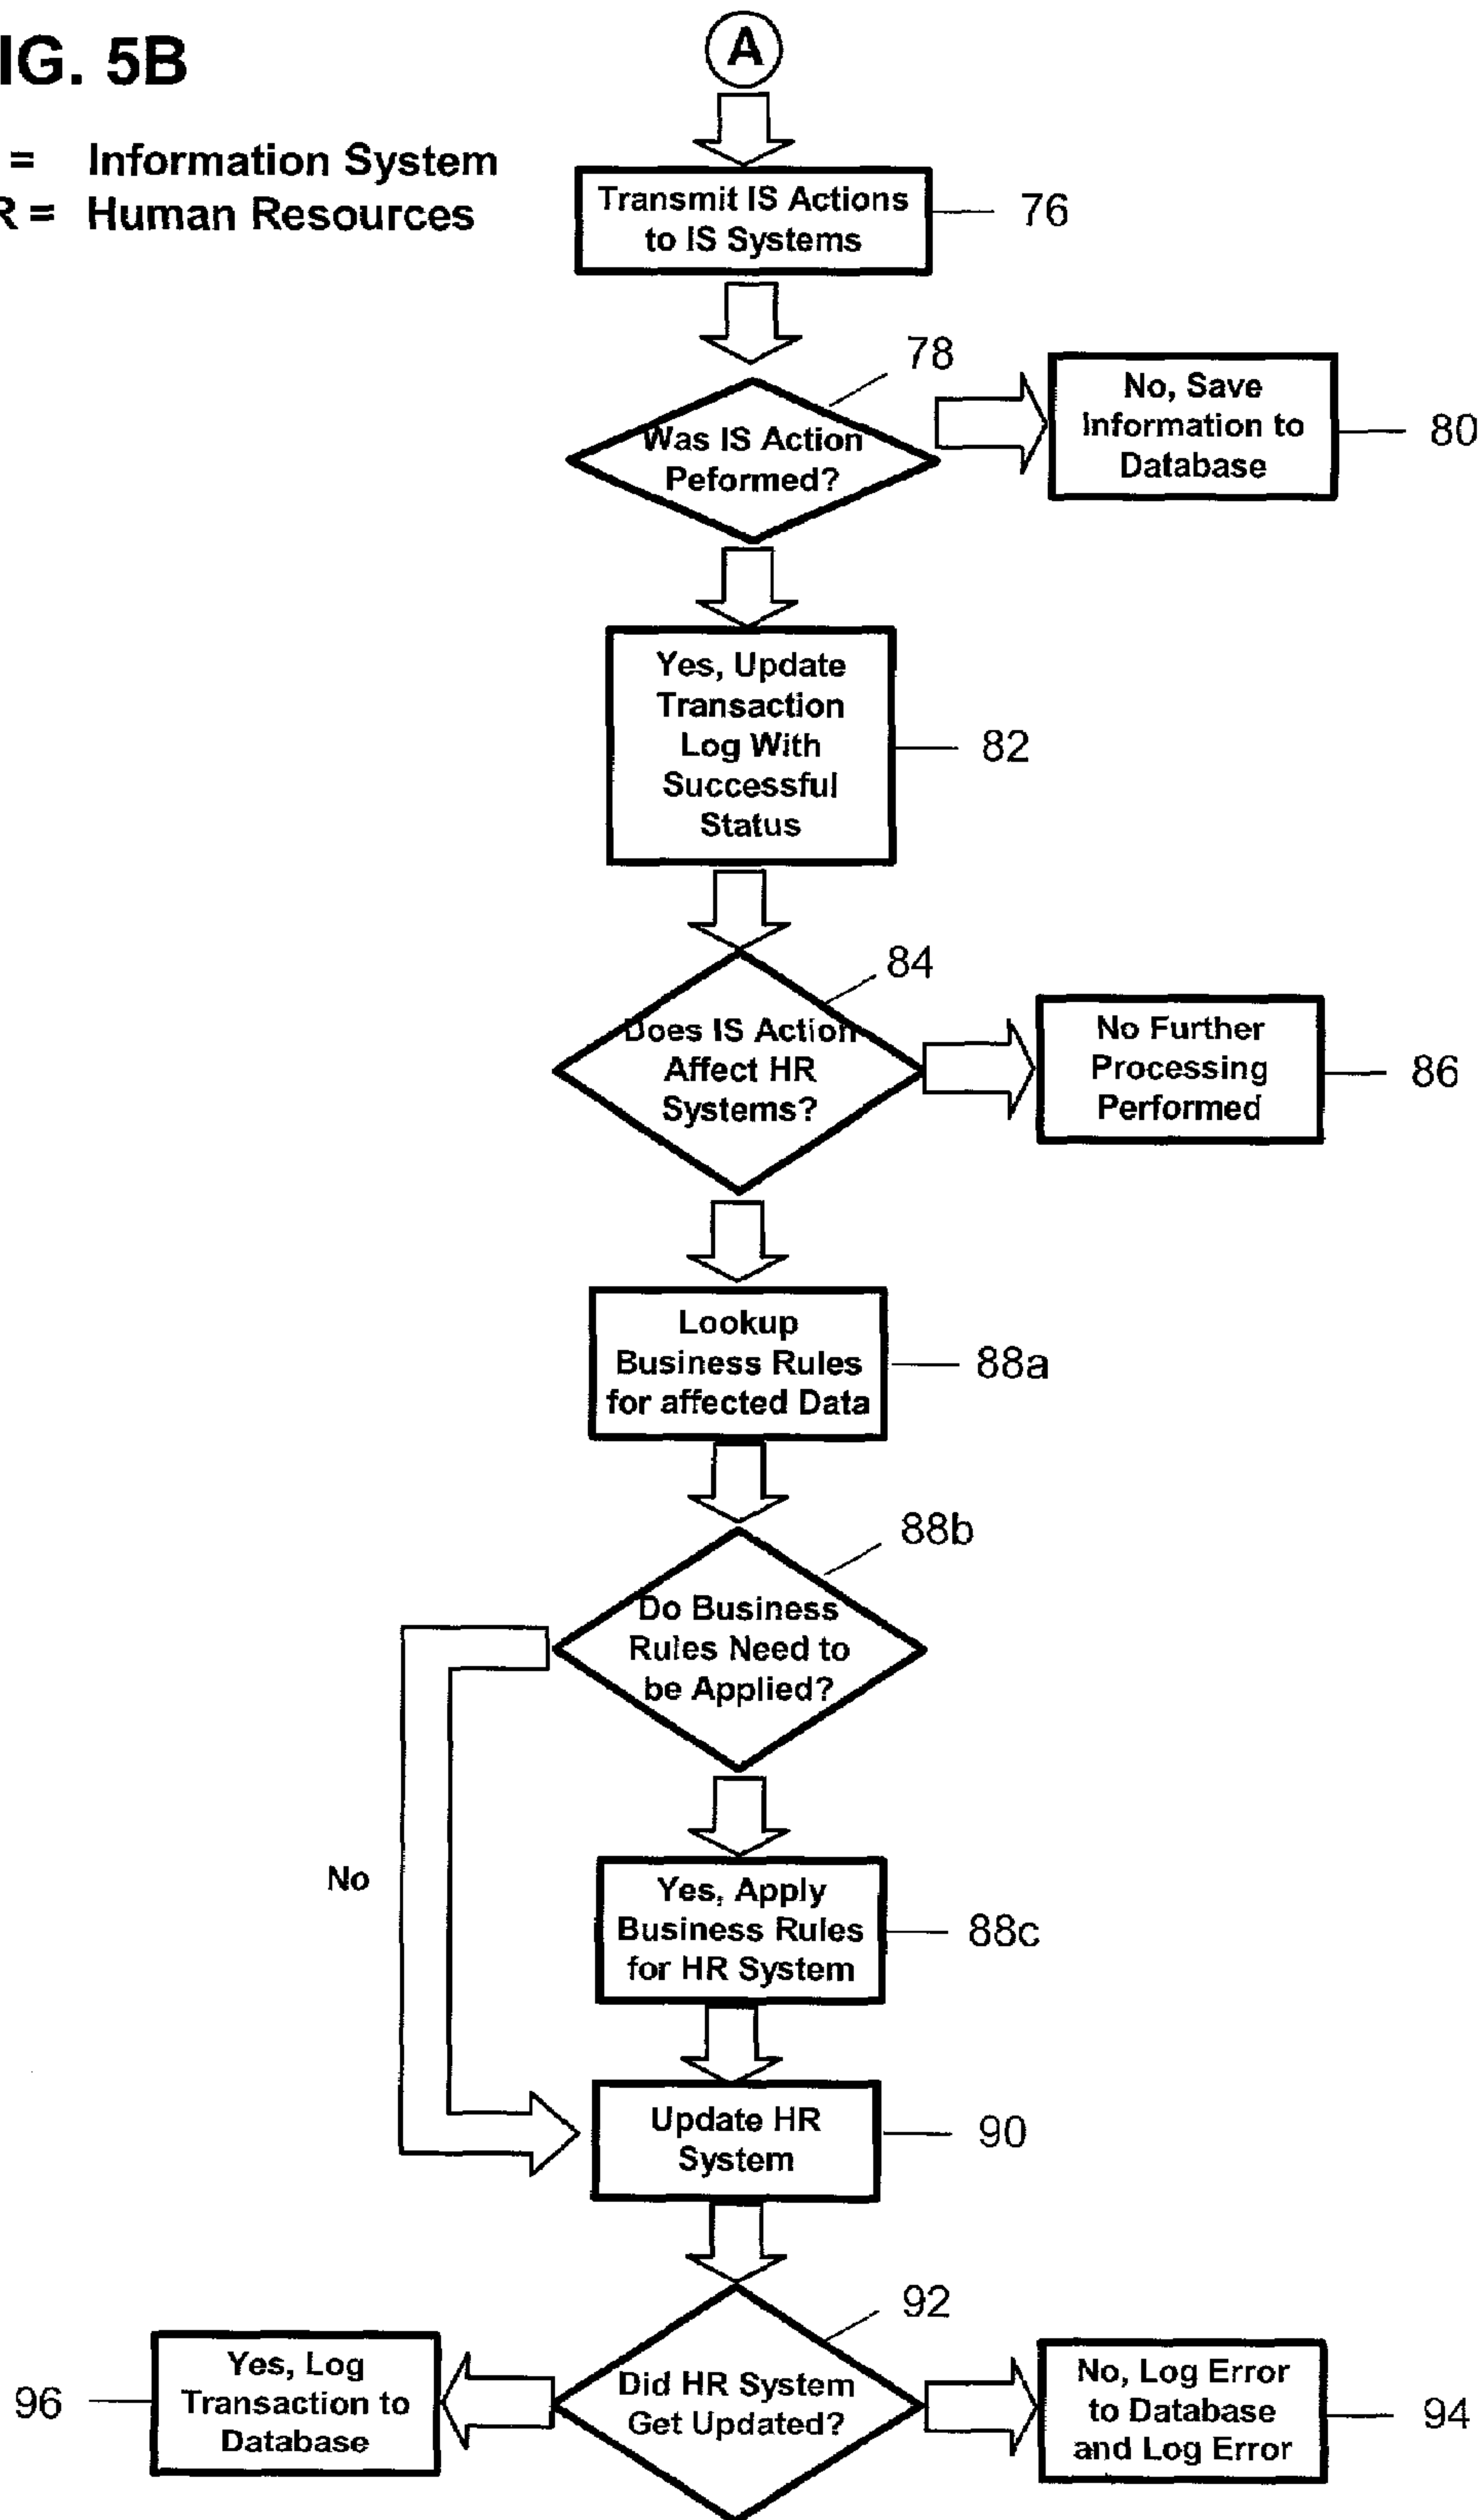 IG. 5B
A
= Information System
R = Human Resources
Transmit IS Actions
to IS Systems
76
78
Was IS Action
Peformed?
No, Save
Information to
Database
80
Yes, Update
Transaction
Log With
Successful
Status
82
84
Does IS Action
Affect HR
Systems?
No Further
Processing
Performed
86
Lookup
Business Rules
for affected Data
88a
88b
Do Business
Rules Need to
be Applied?
No
Yes, Apply
Business Rules
for HR System
88c
Update HR
System
90
92
Did HR System
Get Updated?
96
Yes, Log
Transaction to
Database
No, Log Error
to Database
and Log Error
94